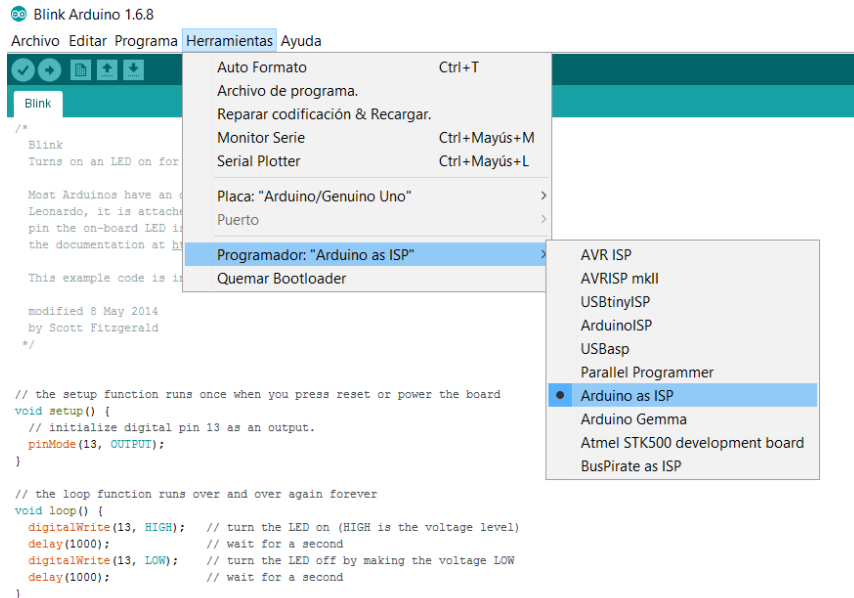 Blink Arduino 1.6.8
Archivo Editar Programa Herramientas Ayuda
Auto Formato Ctrl+T
Archivo de programa.
Reparar codificación & Recargar.
Monitor Serie Ctrl+Mayús+M
Serial Plotter Ctrl+Mayús+L
Placa: "Arduino/Genuino Uno"
Puerto
Programador: "Arduino as ISP"
Quemar Bootloader
AVR ISP
AVRISP mkII
USBtinyISP
ArduinoISP
USBasp
Parallel Programmer
Arduino as ISP
Arduino Gemma
Atmel STK500 development board
BusPirate as ISP
Blink
/*
Blink
Turns on an LED on for
Most Arduinos have an
Leonardo, it is attache
pin the on-board LED is
the documentation at
This example code is in
modified 8 May 2014
by Scott Fitzgerald
*/
// the setup function runs once when you press reset or power the board
void setup() {
// initialize digital pin 13 as an output.
pinMode(13, OUTPUT);
}
// the loop function runs over and over again forever
void loop() {
digitalWrite(13, HIGH); // turn the LED on (HIGH is the voltage level)
delay(1000); // wait for a second
digitalWrite(13, LOW); // turn the LED off by making the voltage LOW
delay(1000); // wait for a second
}